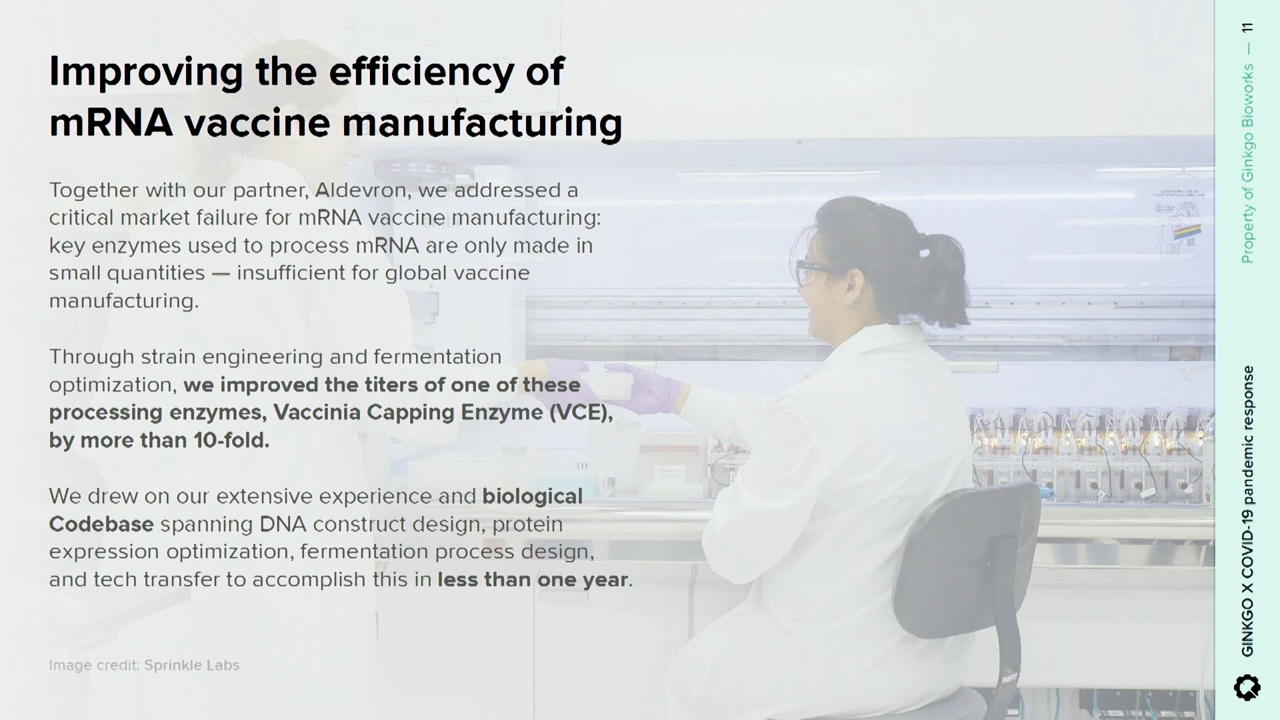 Improving the efficiency of
mRNA vaccine manufacturing
Together with our partner, Aldevron, we addressed a
critical market failure for mRNA vaccine manufacturing:
key enzymes used to process mRNA are only made in
small quantities — insufficient for global vaccine
manufacturing.
Through strain engineering and fermentation
optimization, we improved the titers of one of these
processing enzymes, Vaccinia Capping Enzyme (VCE),
by more than 10-fold.
We drew on our extensive experience and biological
Codebase spanning DNA construct design, protein
expression optimization, fermentation process design,
and tech transfer to accomplish this in less than one year.
Image credit: Sprinkle Labs
Property of Ginkgo Bioworks — 11
GINKGO X COVID-19 pandemic response